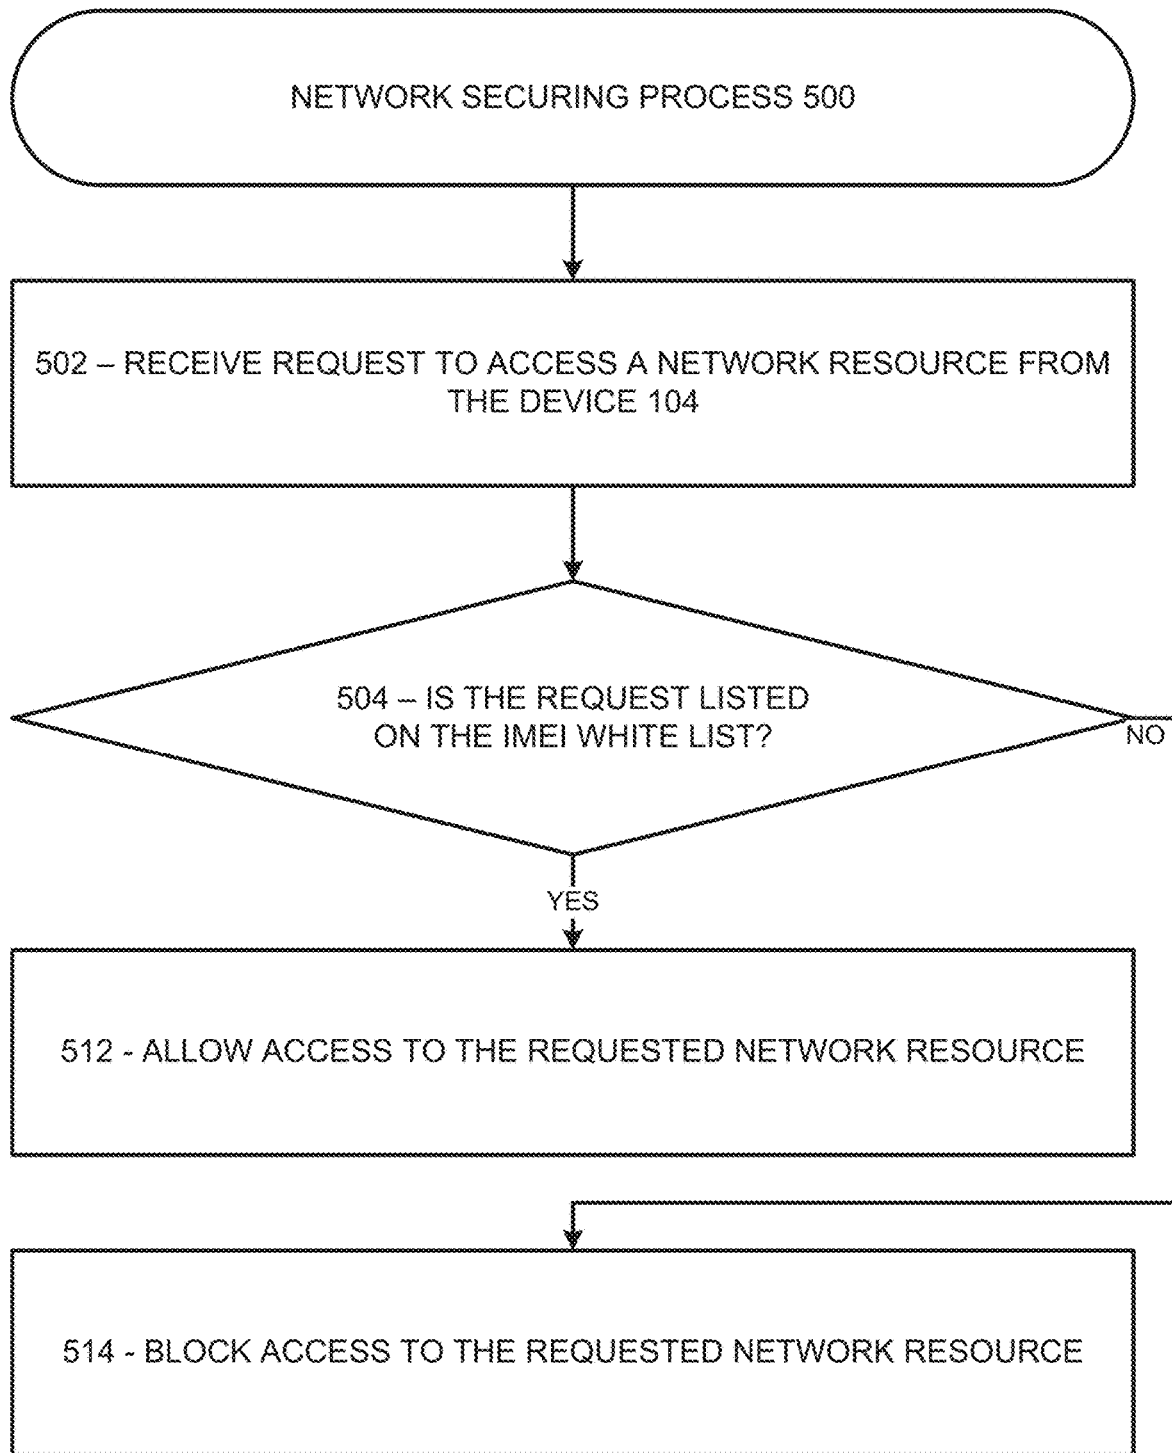 NETWORK SECURING PROCESS 500
502 – RECEIVE REQUEST TO ACCESS A NETWORK RESOURCE FROM
THE DEVICE 104
504 – IS THE REQUEST LISTED
ON THE IMEI WHITE LIST?
NO
YES
512 - ALLOW ACCESS TO THE REQUESTED NETWORK RESOURCE
514 - BLOCK ACCESS TO THE REQUESTED NETWORK RESOURCE